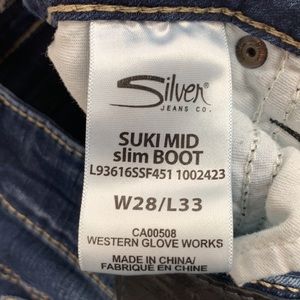 Silver
JEANS CO.
SUKI MID
slim BOOT
L93616SSF451 1002423
W28/L33
CA00508
WESTERN GLOVE WORKS
MADE IN CHINA/
FABRIQUÉ EN CHINE